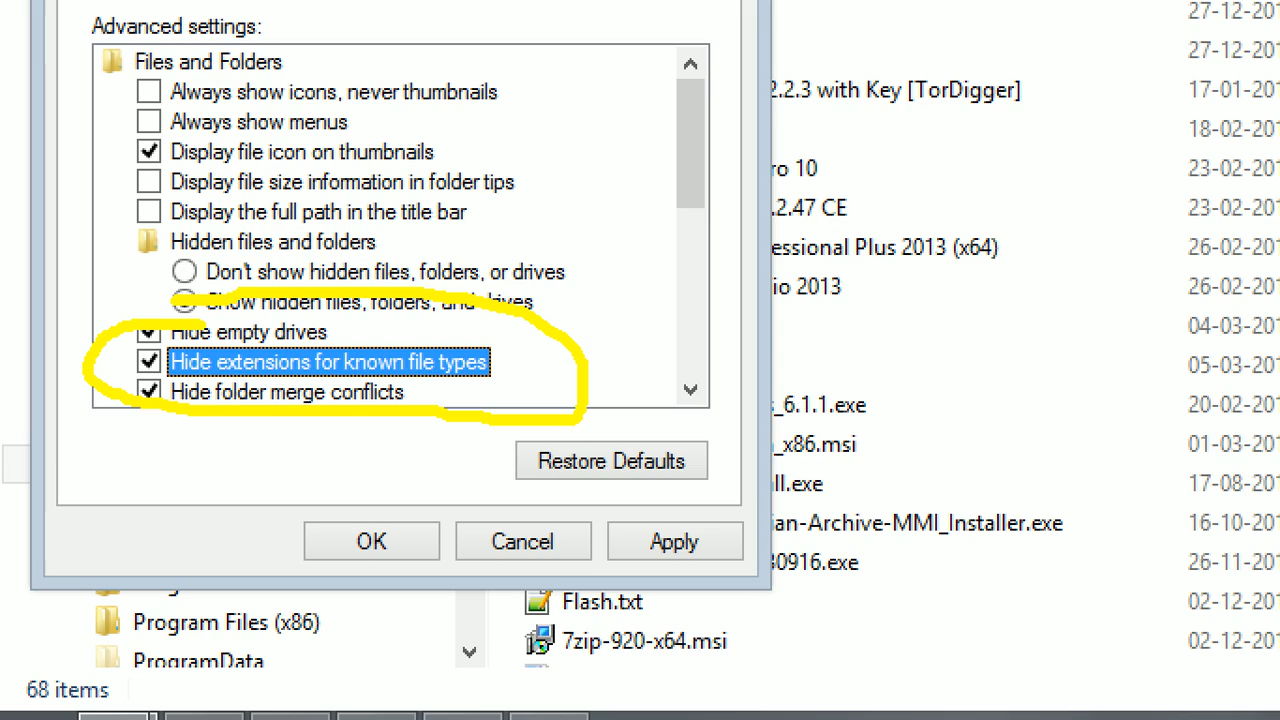 Advanced settings:
Files and Folders
Always show icons, never thumbnails
Always show menus
Display file icon on thumbnails
Display file size information in folder tips
Display the full path in the title bar
Hidden files and folders
Don't show hidden files, folders, or drives
Show hidden files, folders, and drives
Hide empty drives
Hide extensions for known file types
Hide folder merge conflicts
Restore Defaults
OK Cancel Apply
27-12-201
27-12-201
2.2.3 with Key [TorDigger] 17-01-201
18-02-201
ro 10 23-02-201
.2.47 CE 23-02-201
essional Plus 2013 (x64) 26-02-201
io 2013 26-02-201
04-03-201
05-03-201
_6.1.1.exe 20-02-201
_x86.msi 01-03-201
ll.exe 17-08-201
ian-Archive-MMI_Installer.exe 16-10-201
0916.exe 26-11-201
Flash.txt 02-12-201
Program Files (x86)
7zip-920-x64.msi 02-12-201
ProgramData
68 items